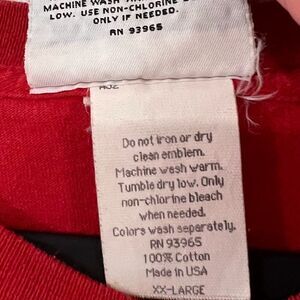 MACHINE WASH
LOW. USE NON-CHLORINE
ONLY IF NEEDED.
RN 93965
Do not iron or dry
clean emblem.
Machine wash warm.
Tumble dry low. Only
non-chlorine bleach
when needed.
Colors wash separately.
RN 93965
100% Cotton
Made in USA
XX-LARGE